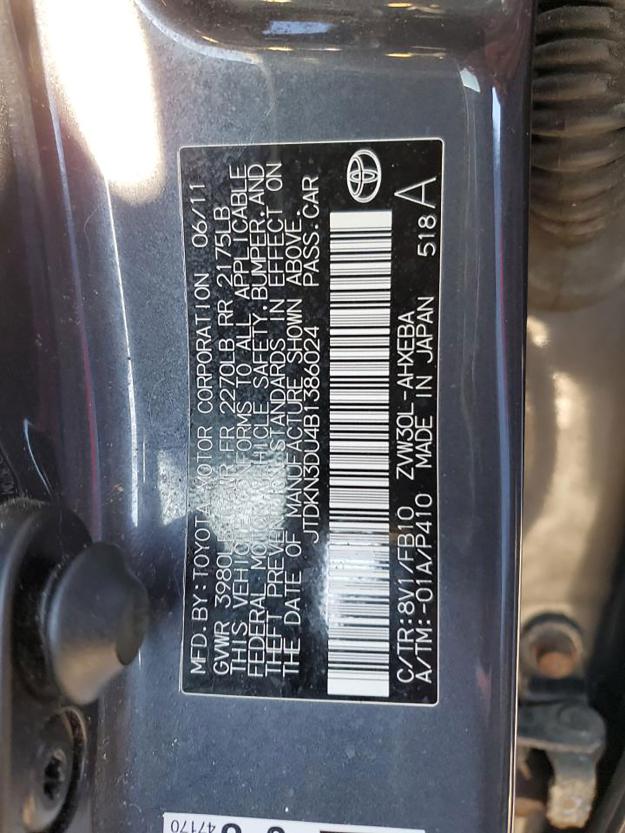 MFD. BY: TOYOTA MOTOR CORPORATION 06/11
GVWR 3980LB GAWR FR 2270LB RR 2175LB
THIS VEHICLE CONFORMS TO ALL APPLICABLE
FEDERAL MOTOR VEHICLE SAFETY, BUMPER, AND
THEFT PREVENTION STANDARDS IN EFFECT ON
THE DATE OF MANUFACTURE SHOWN ABOVE.
JTDKN3DU4B1386024 PASS. CAR
C/TR: 8V1/FB10 ZVW30L-AHXEBA
A/TM: -01A/P410 MADE IN JAPAN 518 A
47170